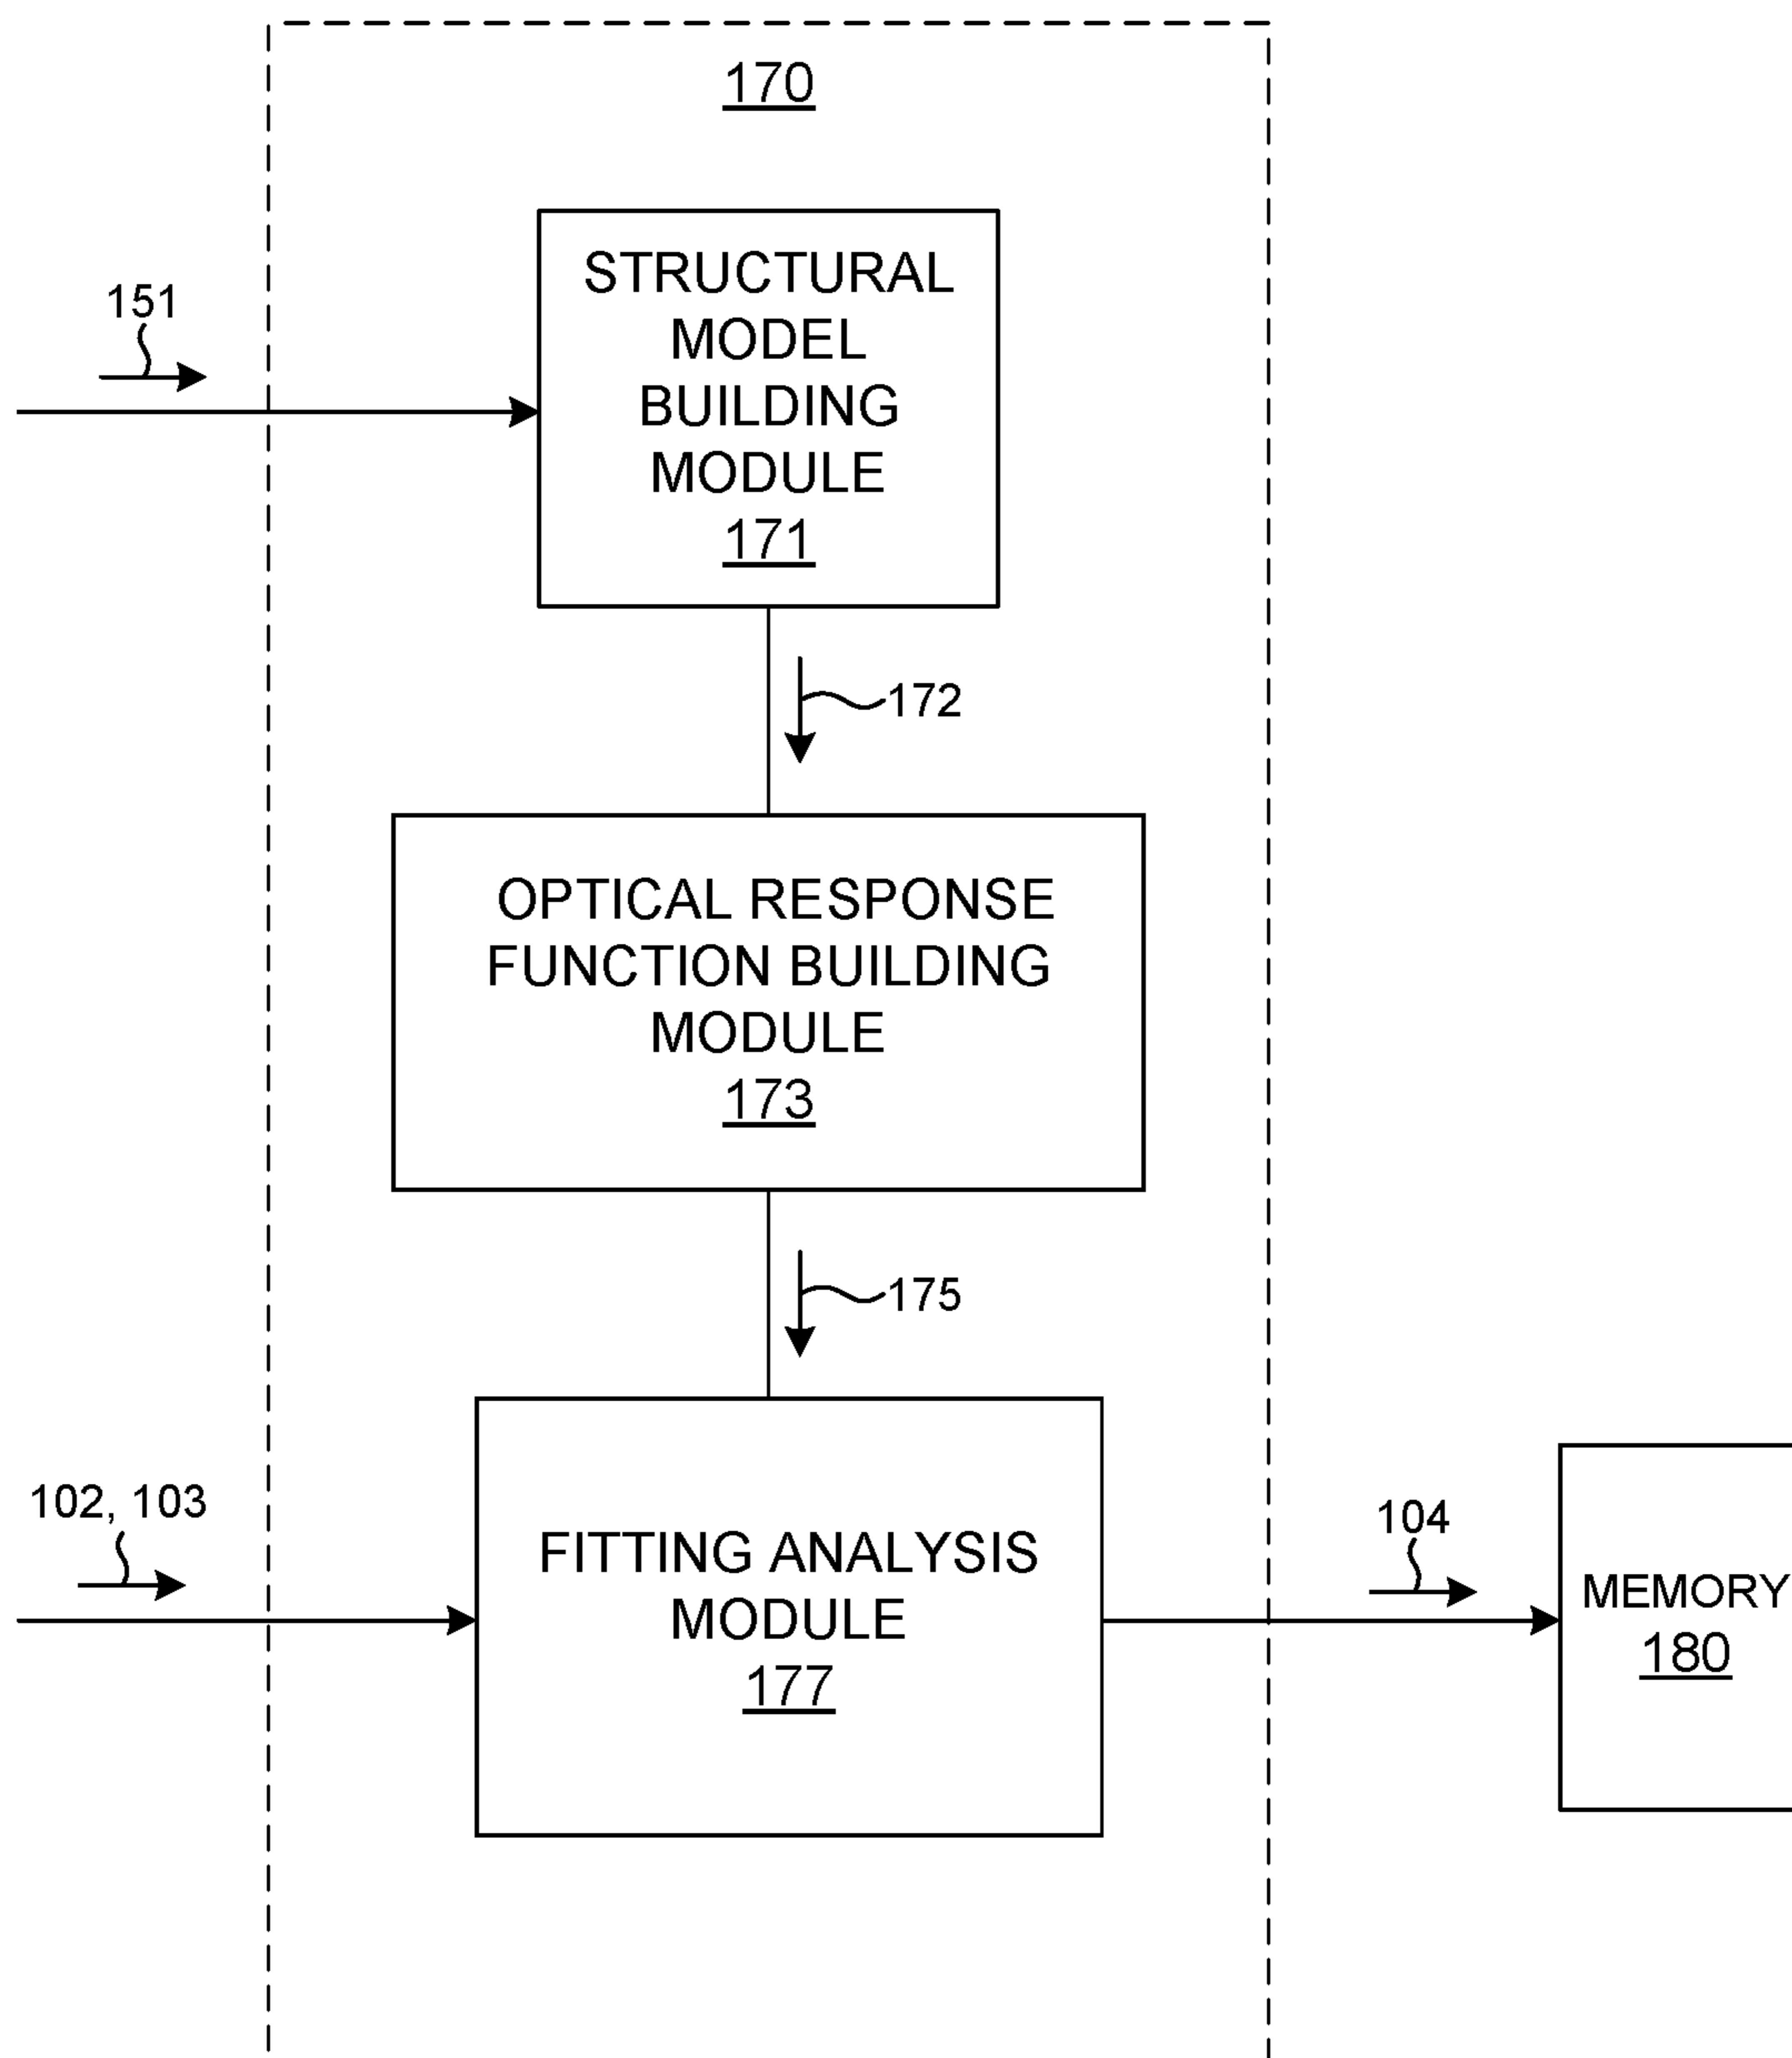 170
STRUCTURAL
MODEL
BUILDING
MODULE
171
151
172
OPTICAL RESPONSE
FUNCTION BUILDING
MODULE
173
175
102, 103
FITTING ANALYSIS
MODULE
177
104
MEMORY
180